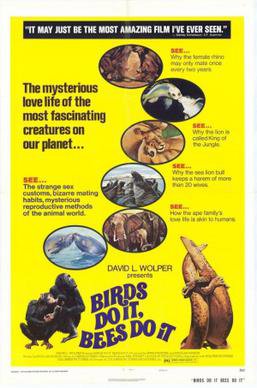 "IT MAY JUST BE THE MOST AMAZING FILM I'VE EVER SEEN."
The mysterious
love life of the
most fascinating
creatures on
our planet...
SEE...
Why the female rhino
may only mate once
every two years.
SEE...
Why the lion is
called King of
the Jungle.
SEE...
Why the sea lion bull
keeps a harem of more
than 20 wives.
SEE...
The strange sex
customs, bizarre mating
habits, mysterious
reproductive methods
of the animal world.
SEE...
How the ape family's
love life is akin to humans.
DAVID L. WOLPER
presents
BIRDS
DO IT,
BEES DO IT
"BIRDS DO IT BEES DO IT"